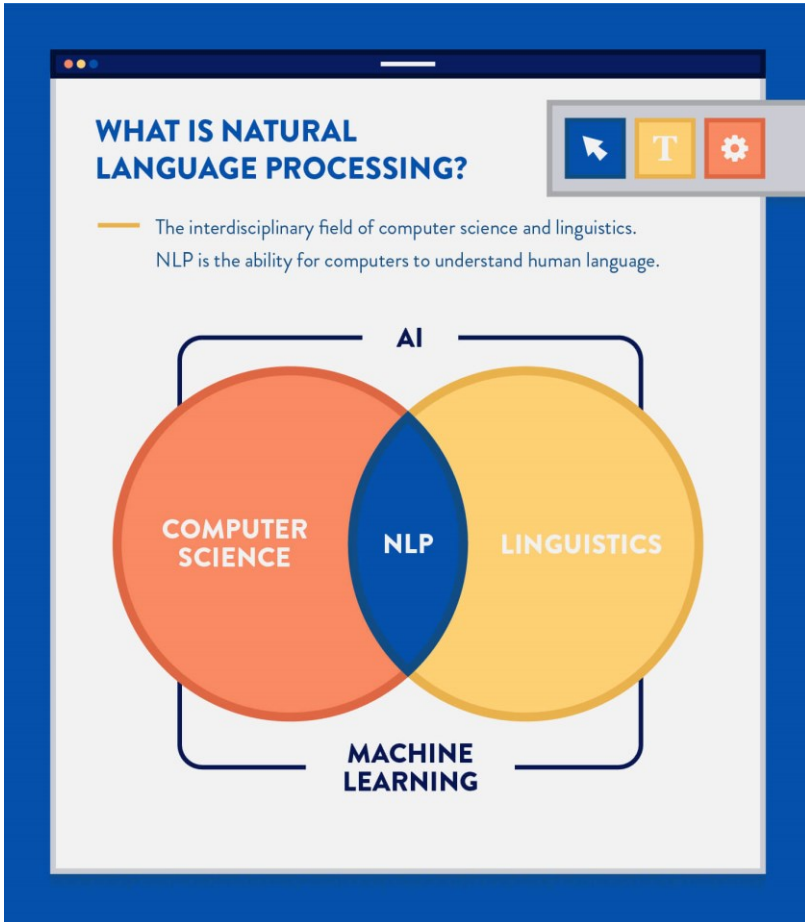 WHAT IS NATURAL
LANGUAGE PROCESSING?
T
The interdisciplinary field of computer science and linguistics.
NLP is the ability for computers to understand human language.
AI
COMPUTER
SCIENCE
NLP
LINGUISTICS
MACHINE
LEARNING